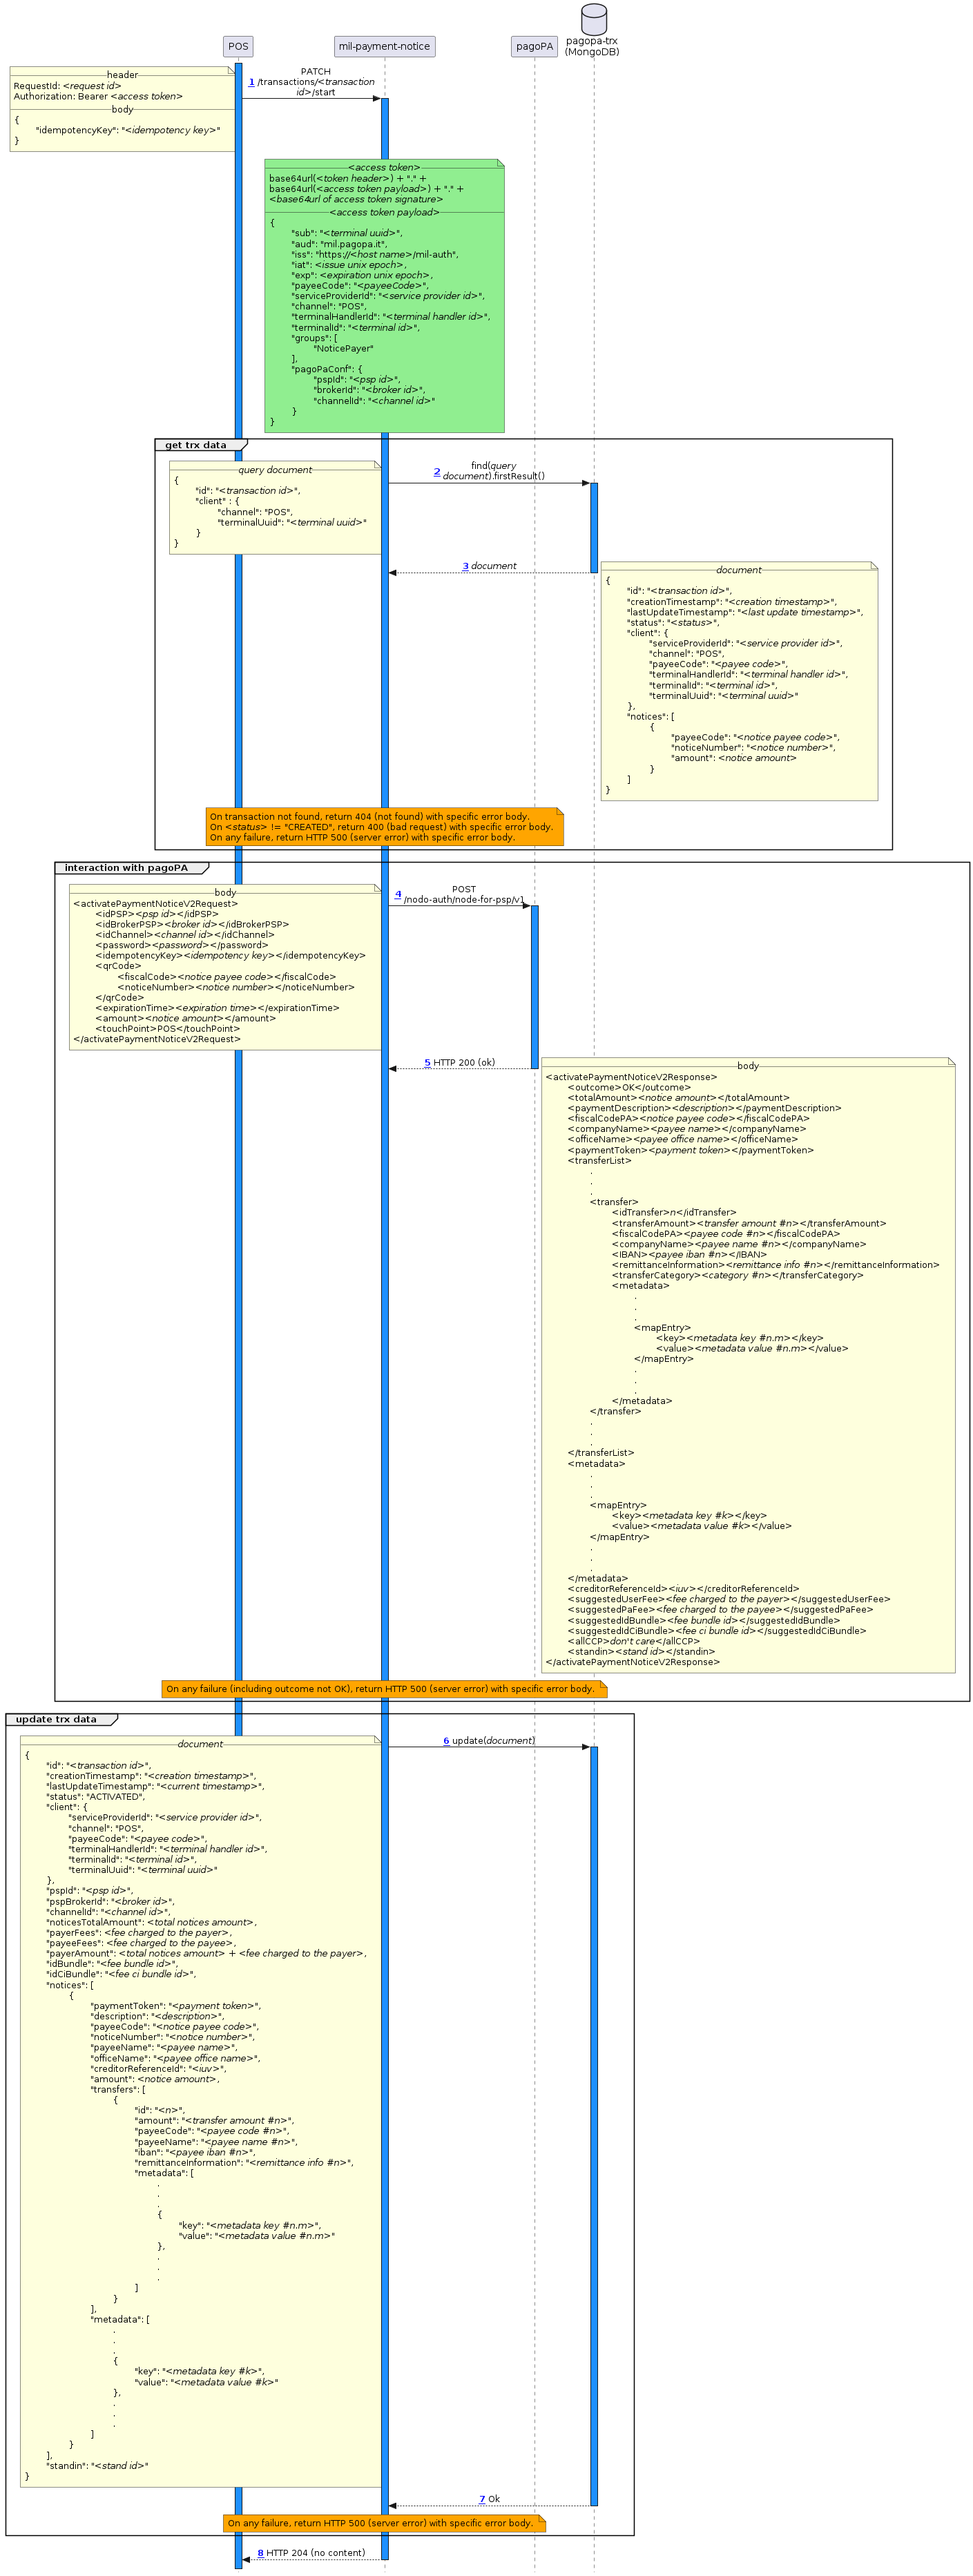 POS
mil-payment-notice
pagoPA
pagopa-trx
(MongoDB)
header
RequestId: <request id>
Authorization: Bearer <access token>
body
{
"idempotencyKey": "<idempotency key>"
}
PATCH
1 /transactions/<transaction
id>/start
<access token>
base64url(<token header>) + "." +
base64url(<access token payload>) + "." +
<base64url of access token signature>
<access token payload>
{
"sub": "<terminal uuid>",
"aud": "mil.pagopa.it",
"iss": "https://<host name>/mil-auth",
"iat": <issue unix epoch>,
"exp": <expiration unix epoch>,
"payeeCode": "<payeeCode>",
"serviceProviderId": "<service provider id>",
"channel": "POS",
"terminalHandlerId": "<terminal handler id>",
"terminalId": "<terminal id>",
"groups": [
"NoticePayer"
],
"pagoPaConf": {
"pspId": "<psp id>",
"brokerId": "<broker id>",
"channelId": "<channel id>"
}
}
get trx data
query document
{
"id": "<transaction id>",
"client" : {
"channel": "POS",
"terminalUuid": "<terminal uuid>"
}
}
find(query
2 document).firstResult()
3 document
document
{
"id": "<transaction id>",
"creationTimestamp": "<creation timestamp>",
"lastUpdateTimestamp": "<last update timestamp>",
"status": "<status>",
"client": {
"serviceProviderId": "<service provider id>",
"channel": "POS",
"payeeCode": "<payee code>",
"terminalHandlerId": "<terminal handler id>",
"terminalId": "<terminal id>",
"terminalUuid": "<terminal uuid>"
},
"notices": [
{
"payeeCode": "<notice payee code>",
"noticeNumber": "<notice number>",
"amount": <notice amount>
}
]
}
On transaction not found, return 404 (not found) with specific error body.
On <status> != "CREATED", return 400 (bad request) with specific error body.
On any failure, return HTTP 500 (server error) with specific error body.
interaction with pagoPA
body
<activatePaymentNoticeV2Request>
<idPSP><psp id></idPSP>
<idBrokerPSP><broker id></idBrokerPSP>
<idChannel><channel id></idChannel>
<password><password></password>
<idempotencyKey><idempotency key></idempotencyKey>
<qrCode>
<fiscalCode><notice payee code></fiscalCode>
<noticeNumber><notice number></noticeNumber>
</qrCode>
<expirationTime><expiration time></expirationTime>
<amount><notice amount></amount>
<touchPoint>POS</touchPoint>
</activatePaymentNoticeV2Request>
POST
4 /nodo-auth/node-for-psp/v1
5 HTTP 200 (ok)
body
<activatePaymentNoticeV2Response>
<outcome>OK</outcome>
<totalAmount><notice amount></totalAmount>
<paymentDescription><description></paymentDescription>
<fiscalCodePA><notice payee code></fiscalCodePA>
<companyName><payee name></companyName>
<officeName><payee office name></officeName>
<paymentToken><payment token></paymentToken>
<transferList>
.
.
.
<transfer>
<idTransfer>n</idTransfer>
<transferAmount><transfer amount #n></transferAmount>
<fiscalCodePA><payee code #n></fiscalCodePA>
<companyName><payee name #n></companyName>
<IBAN><payee iban #n></IBAN>
<remittanceInformation><remittance info #n></remittanceInformation>
<transferCategory><category #n></transferCategory>
<metadata>
.
.
.
<mapEntry>
<key><metadata key #n.m></key>
<value><metadata value #n.m></value>
</mapEntry>
.
.
.
</metadata>
</transfer>
.
.
.
</transferList>
<metadata>
.
.
.
<mapEntry>
<key><metadata key #k></key>
<value><metadata value #k></value>
</mapEntry>
.
.
.
</metadata>
<creditorReferenceId><iuv></creditorReferenceId>
<suggestedUserFee><fee charged to the payer></suggestedUserFee>
<suggestedPaFee><fee charged to the payee></suggestedPaFee>
<suggestedIdBundle><fee bundle id></suggestedIdBundle>
<suggestedIdCiBundle><fee ci bundle id></suggestedIdCiBundle>
<allCCP>don't care</allCCP>
<standin><stand id></standin>
</activatePaymentNoticeV2Response>
On any failure (including outcome not OK), return HTTP 500 (server error) with specific error body.
update trx data
document
{
"id": "<transaction id>",
"creationTimestamp": "<creation timestamp>",
"lastUpdateTimestamp": "<current timestamp>",
"status": "ACTIVATED",
"client": {
"serviceProviderId": "<service provider id>",
"channel": "POS",
"payeeCode": "<payee code>",
"terminalHandlerId": "<terminal handler id>",
"terminalId": "<terminal id>",
"terminalUuid": "<terminal uuid>"
},
"pspId": "<psp id>",
"pspBrokerId": "<broker id>",
"channelId": "<channel id>",
"noticesTotalAmount": <total notices amount>,
"payerFees": <fee charged to the payer>,
"payeeFees": <fee charged to the payee>,
"payerAmount": <total notices amount> + <fee charged to the payer>,
"idBundle": "<fee bundle id>",
"idCiBundle": "<fee ci bundle id>",
"notices": [
{
"paymentToken": "<payment token>",
"description": "<description>",
"payeeCode": "<notice payee code>",
"noticeNumber": "<notice number>",
"payeeName": "<payee name>",
"officeName": "<payee office name>",
"creditorReferenceId": "<iuv>",
"amount": <notice amount>,
"transfers": [
{
"id": "<n>",
"amount": "<transfer amount #n>",
"payeeCode": "<payee code #n>",
"payeeName": "<payee name #n>",
"iban": "<payee iban #n>",
"remittanceInformation": "<remittance info #n>",
"metadata": [
.
.
.
{
"key": "<metadata key #n.m>",
"value": "<metadata value #n.m>"
},
.
.
.
]
}
],
"metadata": [
.
.
.
{
"key": "<metadata key #k>",
"value": "<metadata value #k>"
},
.
.
.
]
}
],
"standin": "<stand id>"
}
6 update(document)
7 Ok
On any failure, return HTTP 500 (server error) with specific error body.
8 HTTP 204 (no content)